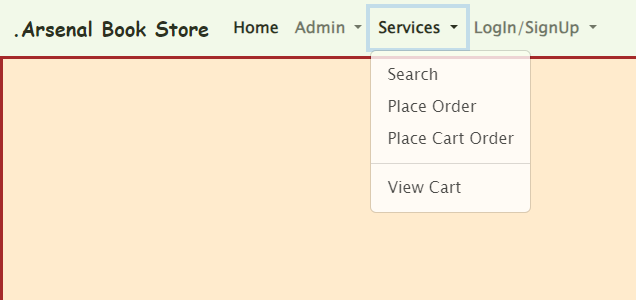 .Arsenal Book Store Home Admin Services LogIn/SignUp
Search
Place Order
Place Cart Order
View Cart